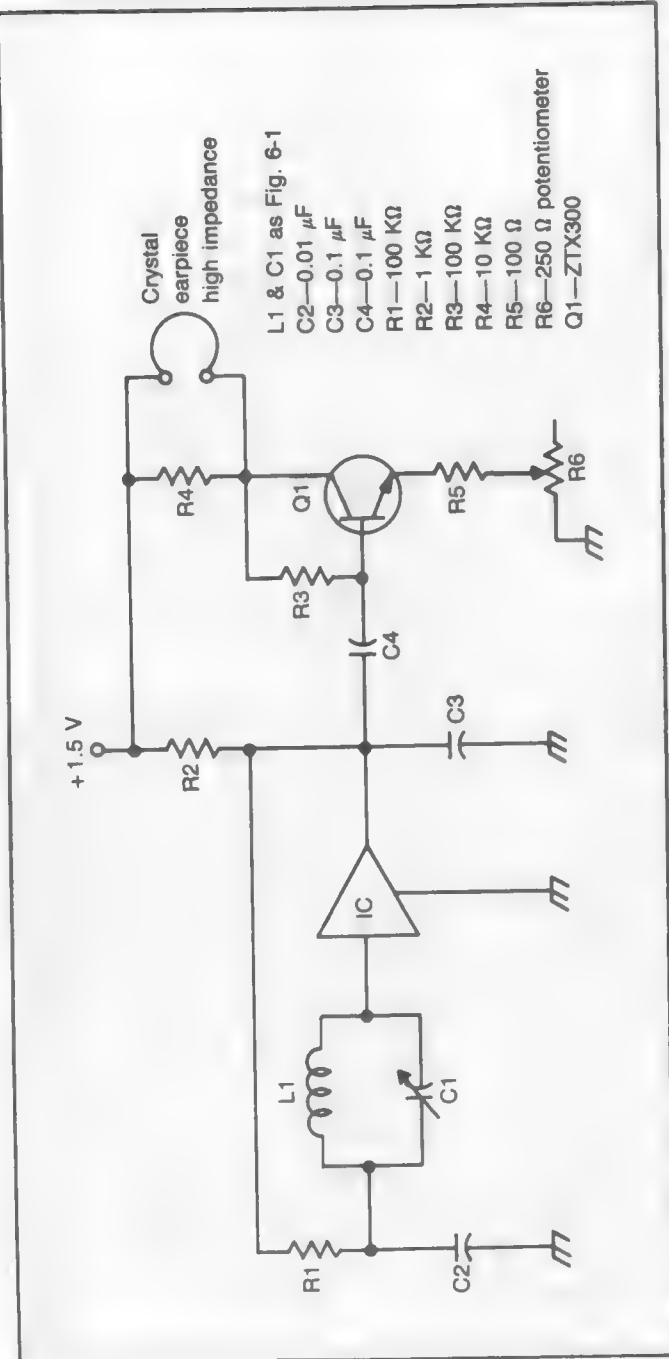 +1.5 V
R2
R4
Crystal
earpiece
high impedance
R3
Q1
L1
IC
C4
R5
R1
C1
C2
C3
R6
L1 & C1 as Fig. 6-1
C2—0.01 μF
C3—0.1 μF
C4—0.1 μF
R1—100 KΩ
R2—1 KΩ
R3—100 KΩ
R4—10 KΩ
R5—100 Ω
R6—250 Ω potentiometer
Q1—ZTX300